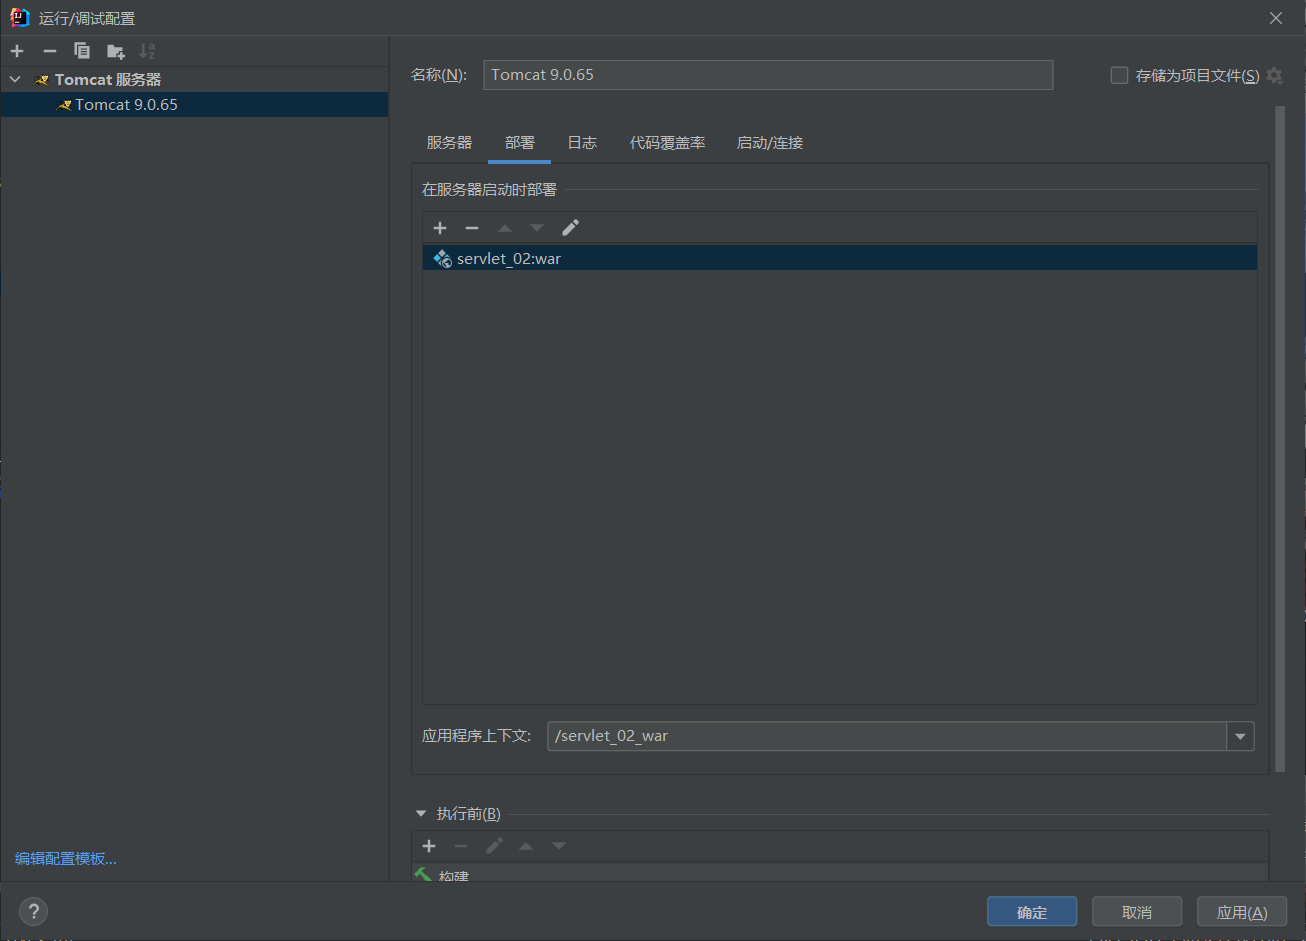 运行/调试配置
Tomcat 服务器
Tomcat 9.0.65
名称(N):
Tomcat 9.0.65
存储为项目文件(S)
服务器
部署
日志
代码覆盖率
启动/连接
在服务器启动时部署
servlet_02:war
应用程序上下文:
/servlet_02_war
执行前(B)
构建
编辑配置模板...
?
确定
取消
应用(A)